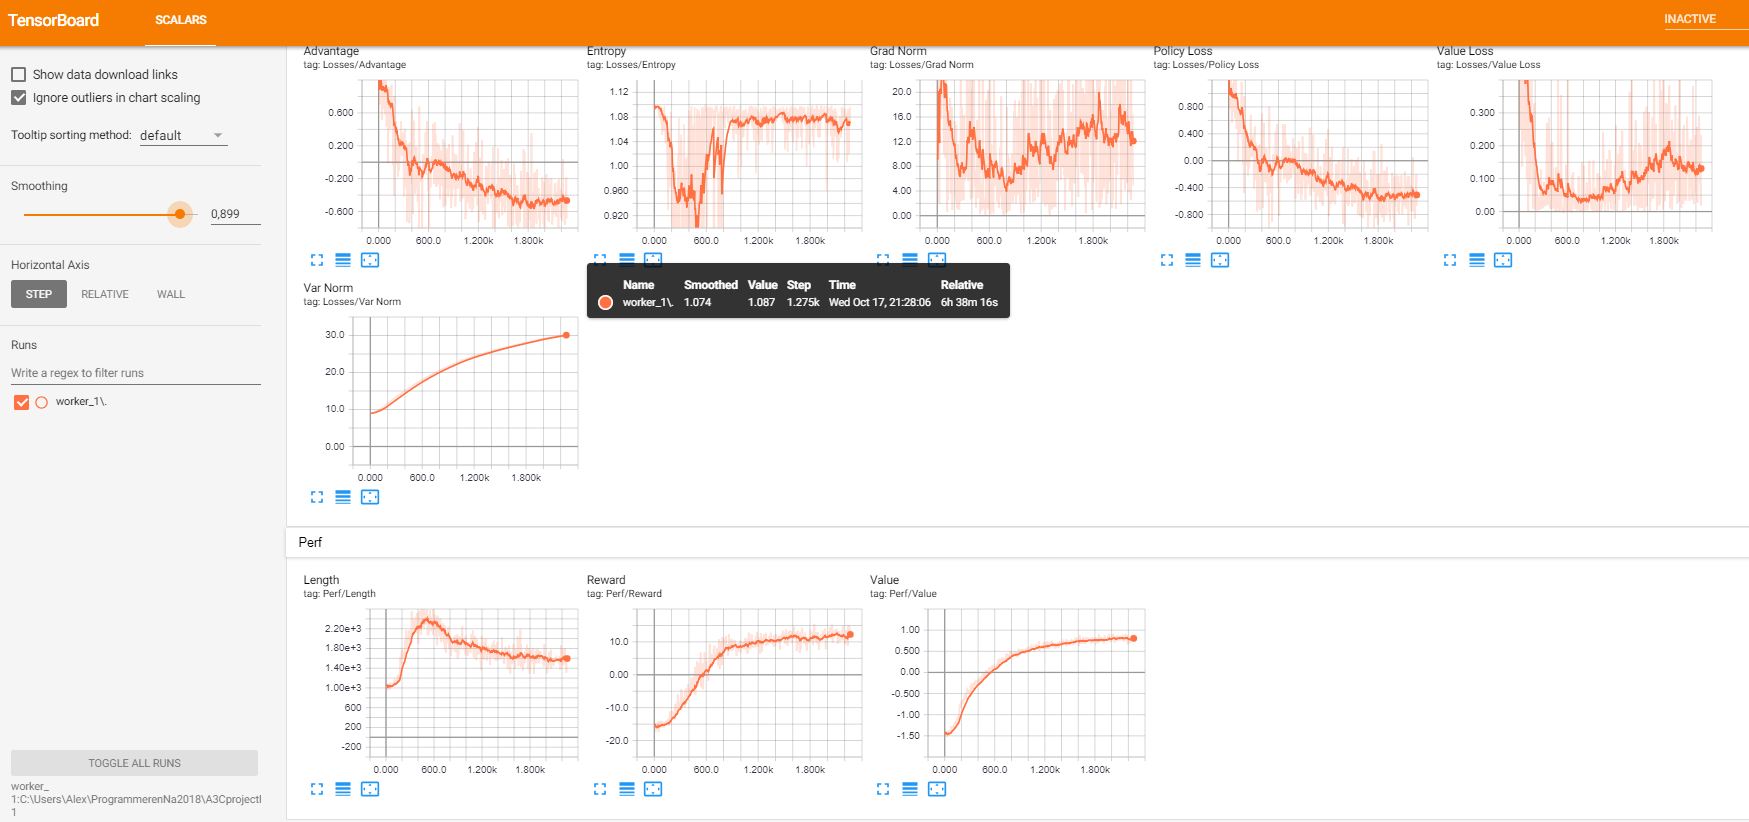 TensorBoard SCALARS INACTIVE
Show data download links
Ignore outliers in chart scaling
Tooltip sorting method: default
Smoothing
0,899
Horizontal Axis
STEP RELATIVE WALL
Runs
Write a regex to filter runs
worker_1\.
TOGGLE ALL RUNS
worker_
1:C:\Users\Alex\ProgrammerenNa2018\A3Cproject
1
Advantage
tag: Losses/Advantage
0.600
0.200
-0.200
-0.600
0.000 600.0 1.200k 1.800k
Entropy
tag: Losses/Entropy
1.12
1.08
1.04
1.00
0.960
0.920
0.000 600.0 1.200k 1.800k
Grad Norm
tag: Losses/Grad Norm
20.0
16.0
12.0
8.00
4.00
0.00
0.000 600.0 1.200k 1.800k
Policy Loss
tag: Losses/Policy Loss
0.800
0.400
0.00
-0.400
-0.800
0.000 600.0 1.200k 1.800k
Value Loss
tag: Losses/Value Loss
0.300
0.200
0.100
0.00
0.000 600.0 1.200k 1.800k
Name Smoothed Value Step Time Relative
worker_1\. 1.074 1.087 1.275k Wed Oct 17, 21:28:06 6h 38m 16s
Var Norm
tag: Losses/Var Norm
30.0
20.0
10.0
0.00
0.000 600.0 1.200k 1.800k
Perf
Length
tag: Perf/Length
2.20e+3
1.80e+3
1.40e+3
1.00e+3
600
200
-200
0.000 600.0 1.200k 1.800k
Reward
tag: Perf/Reward
10.0
0.00
-10.0
-20.0
0.000 600.0 1.200k 1.800k
Value
tag: Perf/Value
1.00
0.500
0.00
-0.500
-1.00
-1.50
0.000 600.0 1.200k 1.800k